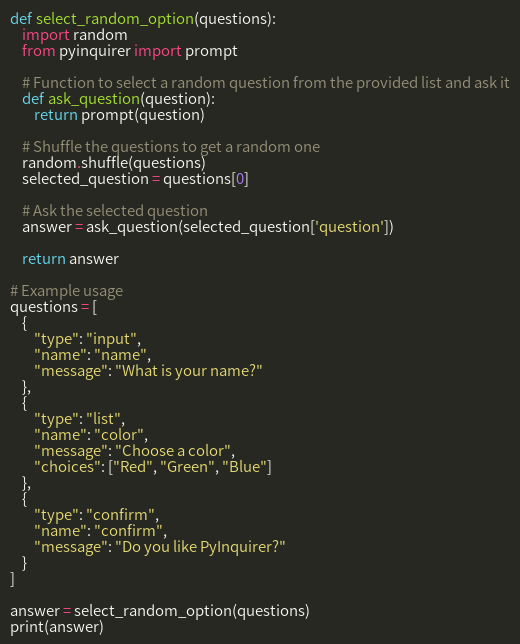 def select_random_option(questions):
    import random
    from pyinquirer import prompt

    # Function to select a random question from the provided list and ask it
    def ask_question(question):
        return prompt(question)

    # Shuffle the questions to get a random one
    random.shuffle(questions)
    selected_question = questions[0]

    # Ask the selected question
    answer = ask_question(selected_question['question'])

    return answer

# Example usage
questions = [
    {
        "type": "input",
        "name": "name",
        "message": "What is your name?"
    },
    {
        "type": "list",
        "name": "color",
        "message": "Choose a color",
        "choices": ["Red", "Green", "Blue"]
    },
    {
        "type": "confirm",
        "name": "confirm",
        "message": "Do you like PyInquirer?"
    }
]

answer = select_random_option(questions)
print(answer)